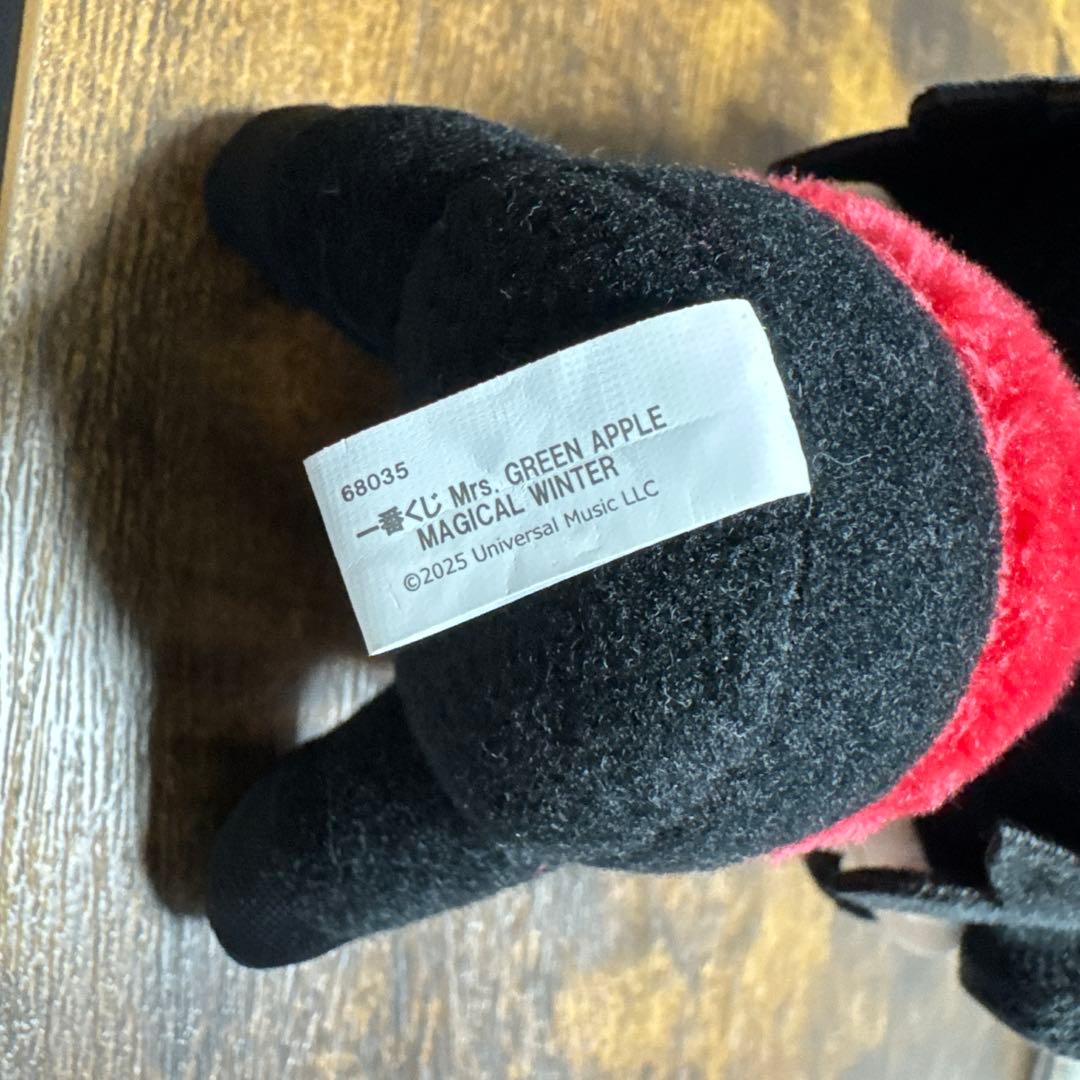 68035
一番くじ Mrs. GREEN APPLE
MAGICAL WINTER
©2025 Universal Music LLC